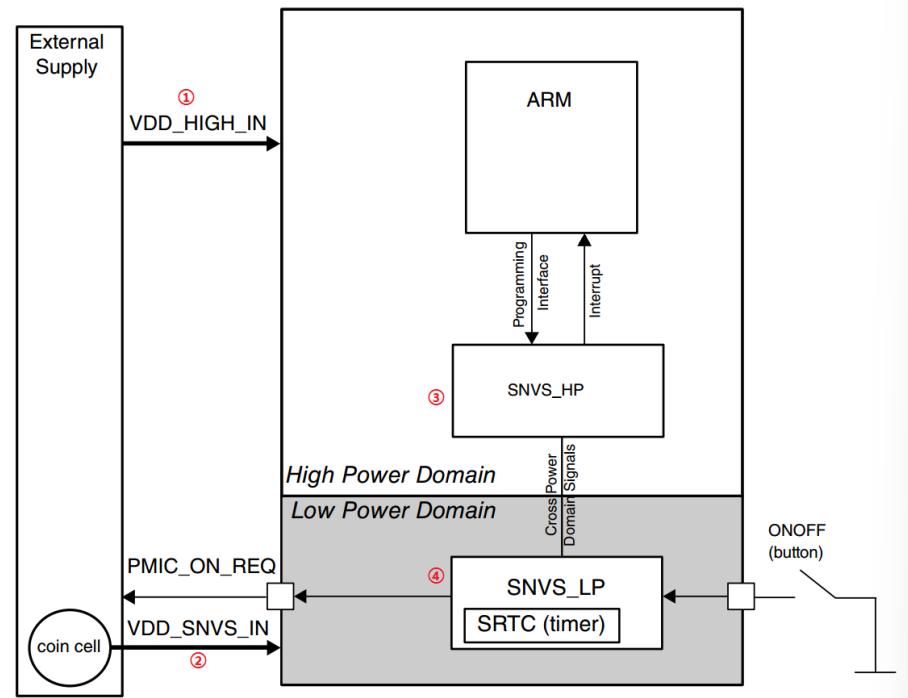 External
Supply
①
VDD_HIGH_IN
ARM
Programming
Interface
Interrupt
③
SNVS_HP
High Power Domain
Low Power Domain
Cross Power
Domain Signals
ONOFF
(button)
PMIC_ON_REQ
④
SNVS_LP
SRTC (timer)
VDD_SNVS_IN
coin cell
②